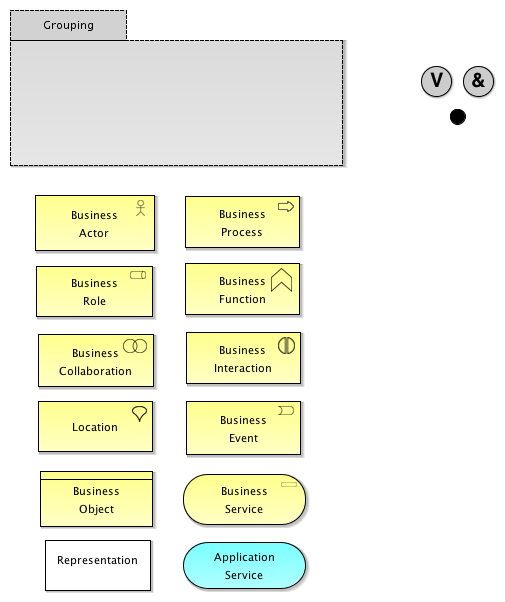 Grouping
V &
Business
Actor
Business
Process
Business
Role
Business
Function
Business
Collaboration
Business
Interaction
Location
Business
Event
Business
Object
Business
Service
Representation
Application
Service